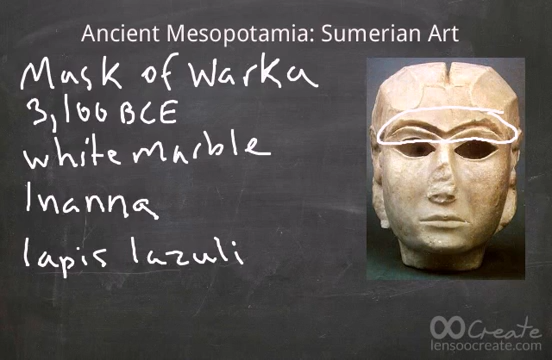 Ancient Mesopotamia: Sumerian Art
Mask of Warka
3,100 BCE
white marble
Inanna
lapis lazuli
Create
lensoocreate.com